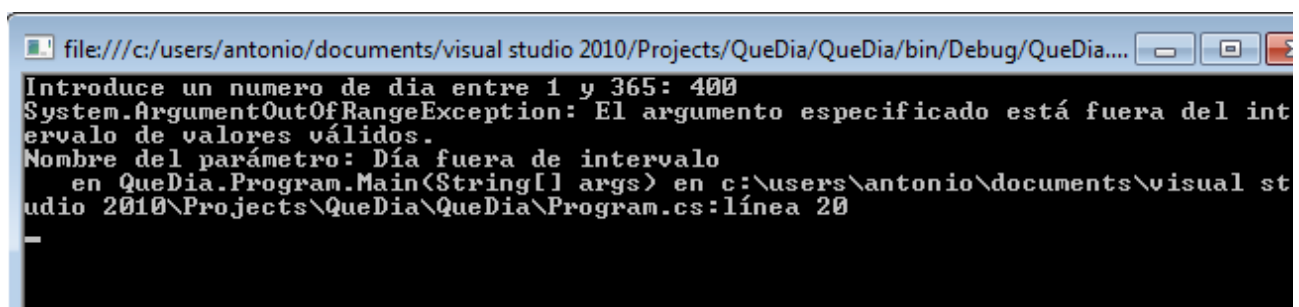 file:///c:/users/antonio/documents/visual studio 2010/Projects/QueDia/QueDia/bin/Debug/QueDia....
Introduce un numero de dia entre 1 y 365: 400
System.ArgumentOutOfRangeException: El argumento especificado está fuera del int
ervalo de valores válidos.
Nombre del parámetro: Día fuera de intervalo
   en QueDia.Program.Main(String[] args) en c:\users\antonio\documents\visual st
udio 2010\Projects\QueDia\QueDia\Program.cs:línea 20